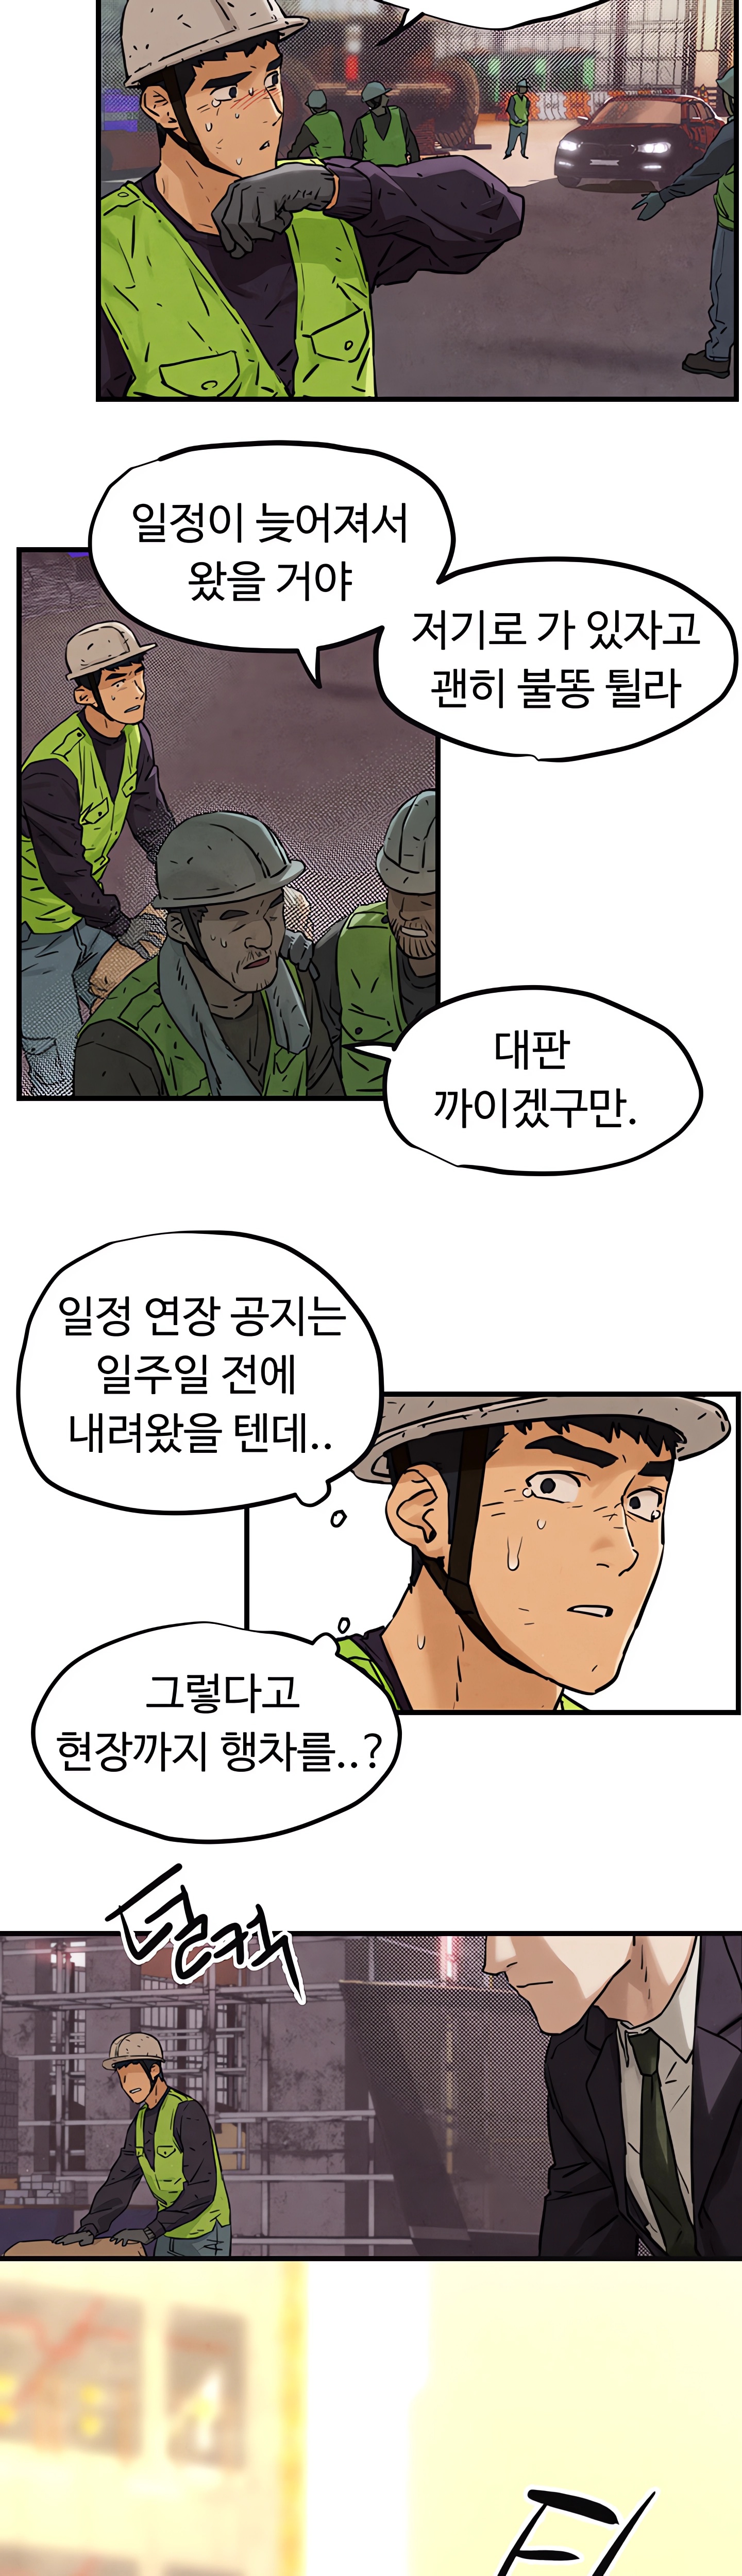 일정이 늦어져서
왔을 거야
저기로 가 있자고
괜히 불똥 튈라
대판
까이겠구만.
일정 연장 공지는
일주일 전에
내려왔을 텐데..
그렇다고
현장까지 행차를..?
덜컥